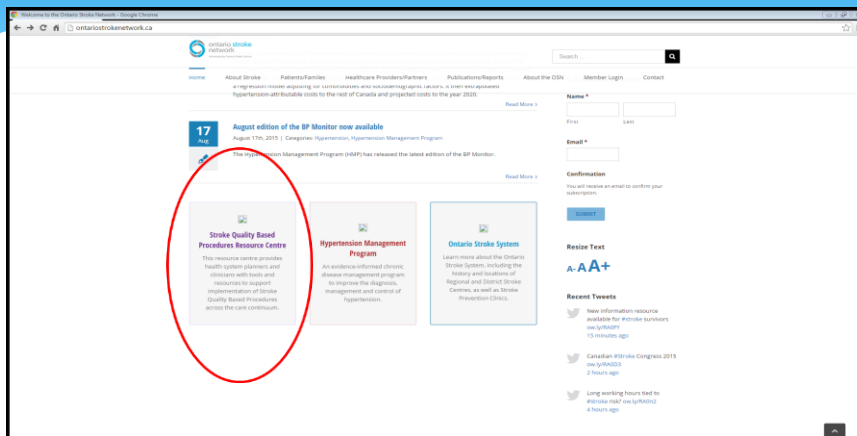 Welcome to the Ontario Stroke Network - Google Chrome
ontariostrokenetwork.ca
ontario stroke
network
Search ...
Home
About Stroke
Patients/Families
Healthcare Providers/Partners
Publications/Reports
About the OSN
Member Login
Contact
a regression model adjusting for comorbidities and sociodemographic factors, it then extrapolated
hypertension-attributable costs to the rest of Canada and projected costs to the year 2020.
Read More >
17
Aug
August edition of the BP Monitor now available
August 17th, 2015 | Categories: Hypertension, Hypertension Management Program
The Hypertension Management Program (HMP) has released the latest edition of the BP Monitor.
Read More >
Stroke Quality Based
Procedures Resource Centre
This resource centre provides
health system planners and
clinicians with tools and
resources to support
implementation of Stroke
Quality Based Procedures
across the care continuum.
Hypertension Management
Program
An evidence-informed chronic
disease management program
to improve the diagnosis,
management and control of
hypertension.
Ontario Stroke System
Learn more about the Ontario
Stroke System, including the
history and locations of
Regional and District Stroke
Centres, as well as Stroke
Prevention Clinics.
Name *
First
Last
Email *
Confirmation
You will receive an email to confirm your
subscription.
SUBMIT
Resize Text
A- A A+
Recent Tweets
New information resource
available for #stroke survivors
ow.ly/RA0FY
15 minutes ago
Canadian #Stroke Congress 2015
ow.ly/RA0D3
2 hours ago
Long working hours tied to
#stroke risk? ow.ly/RA0n2
4 hours ago